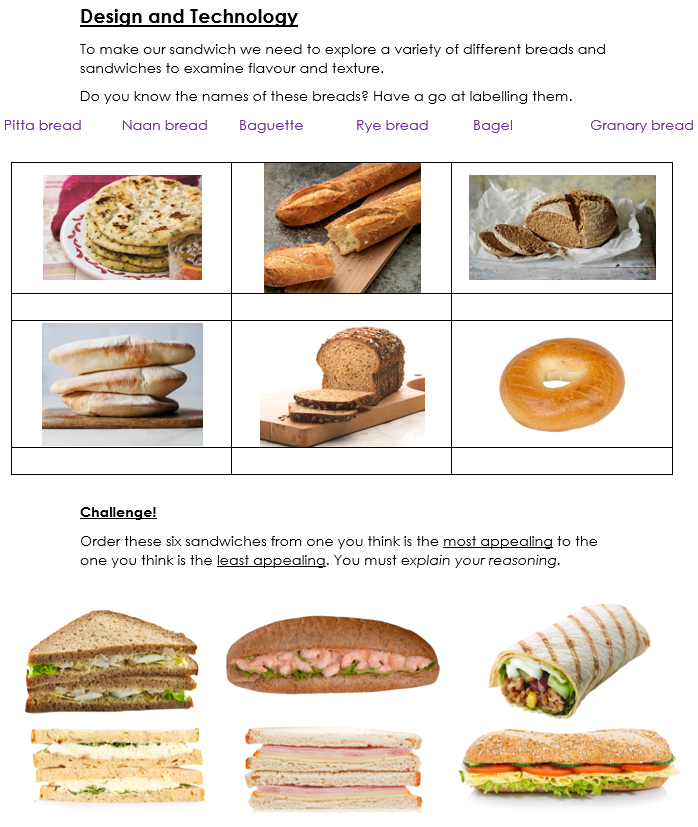 Design and Technology
To make our sandwich we need to explore a variety of different breads and
sandwiches to examine flavour and texture.
Do you know the names of these breads? Have a go at labelling them.
Pitta bread Naan bread Baguette Rye bread Bagel Granary bread
Challenge!
Order these six sandwiches from one you think is the most appealing to the
one you think is the least appealing. You must explain your reasoning.